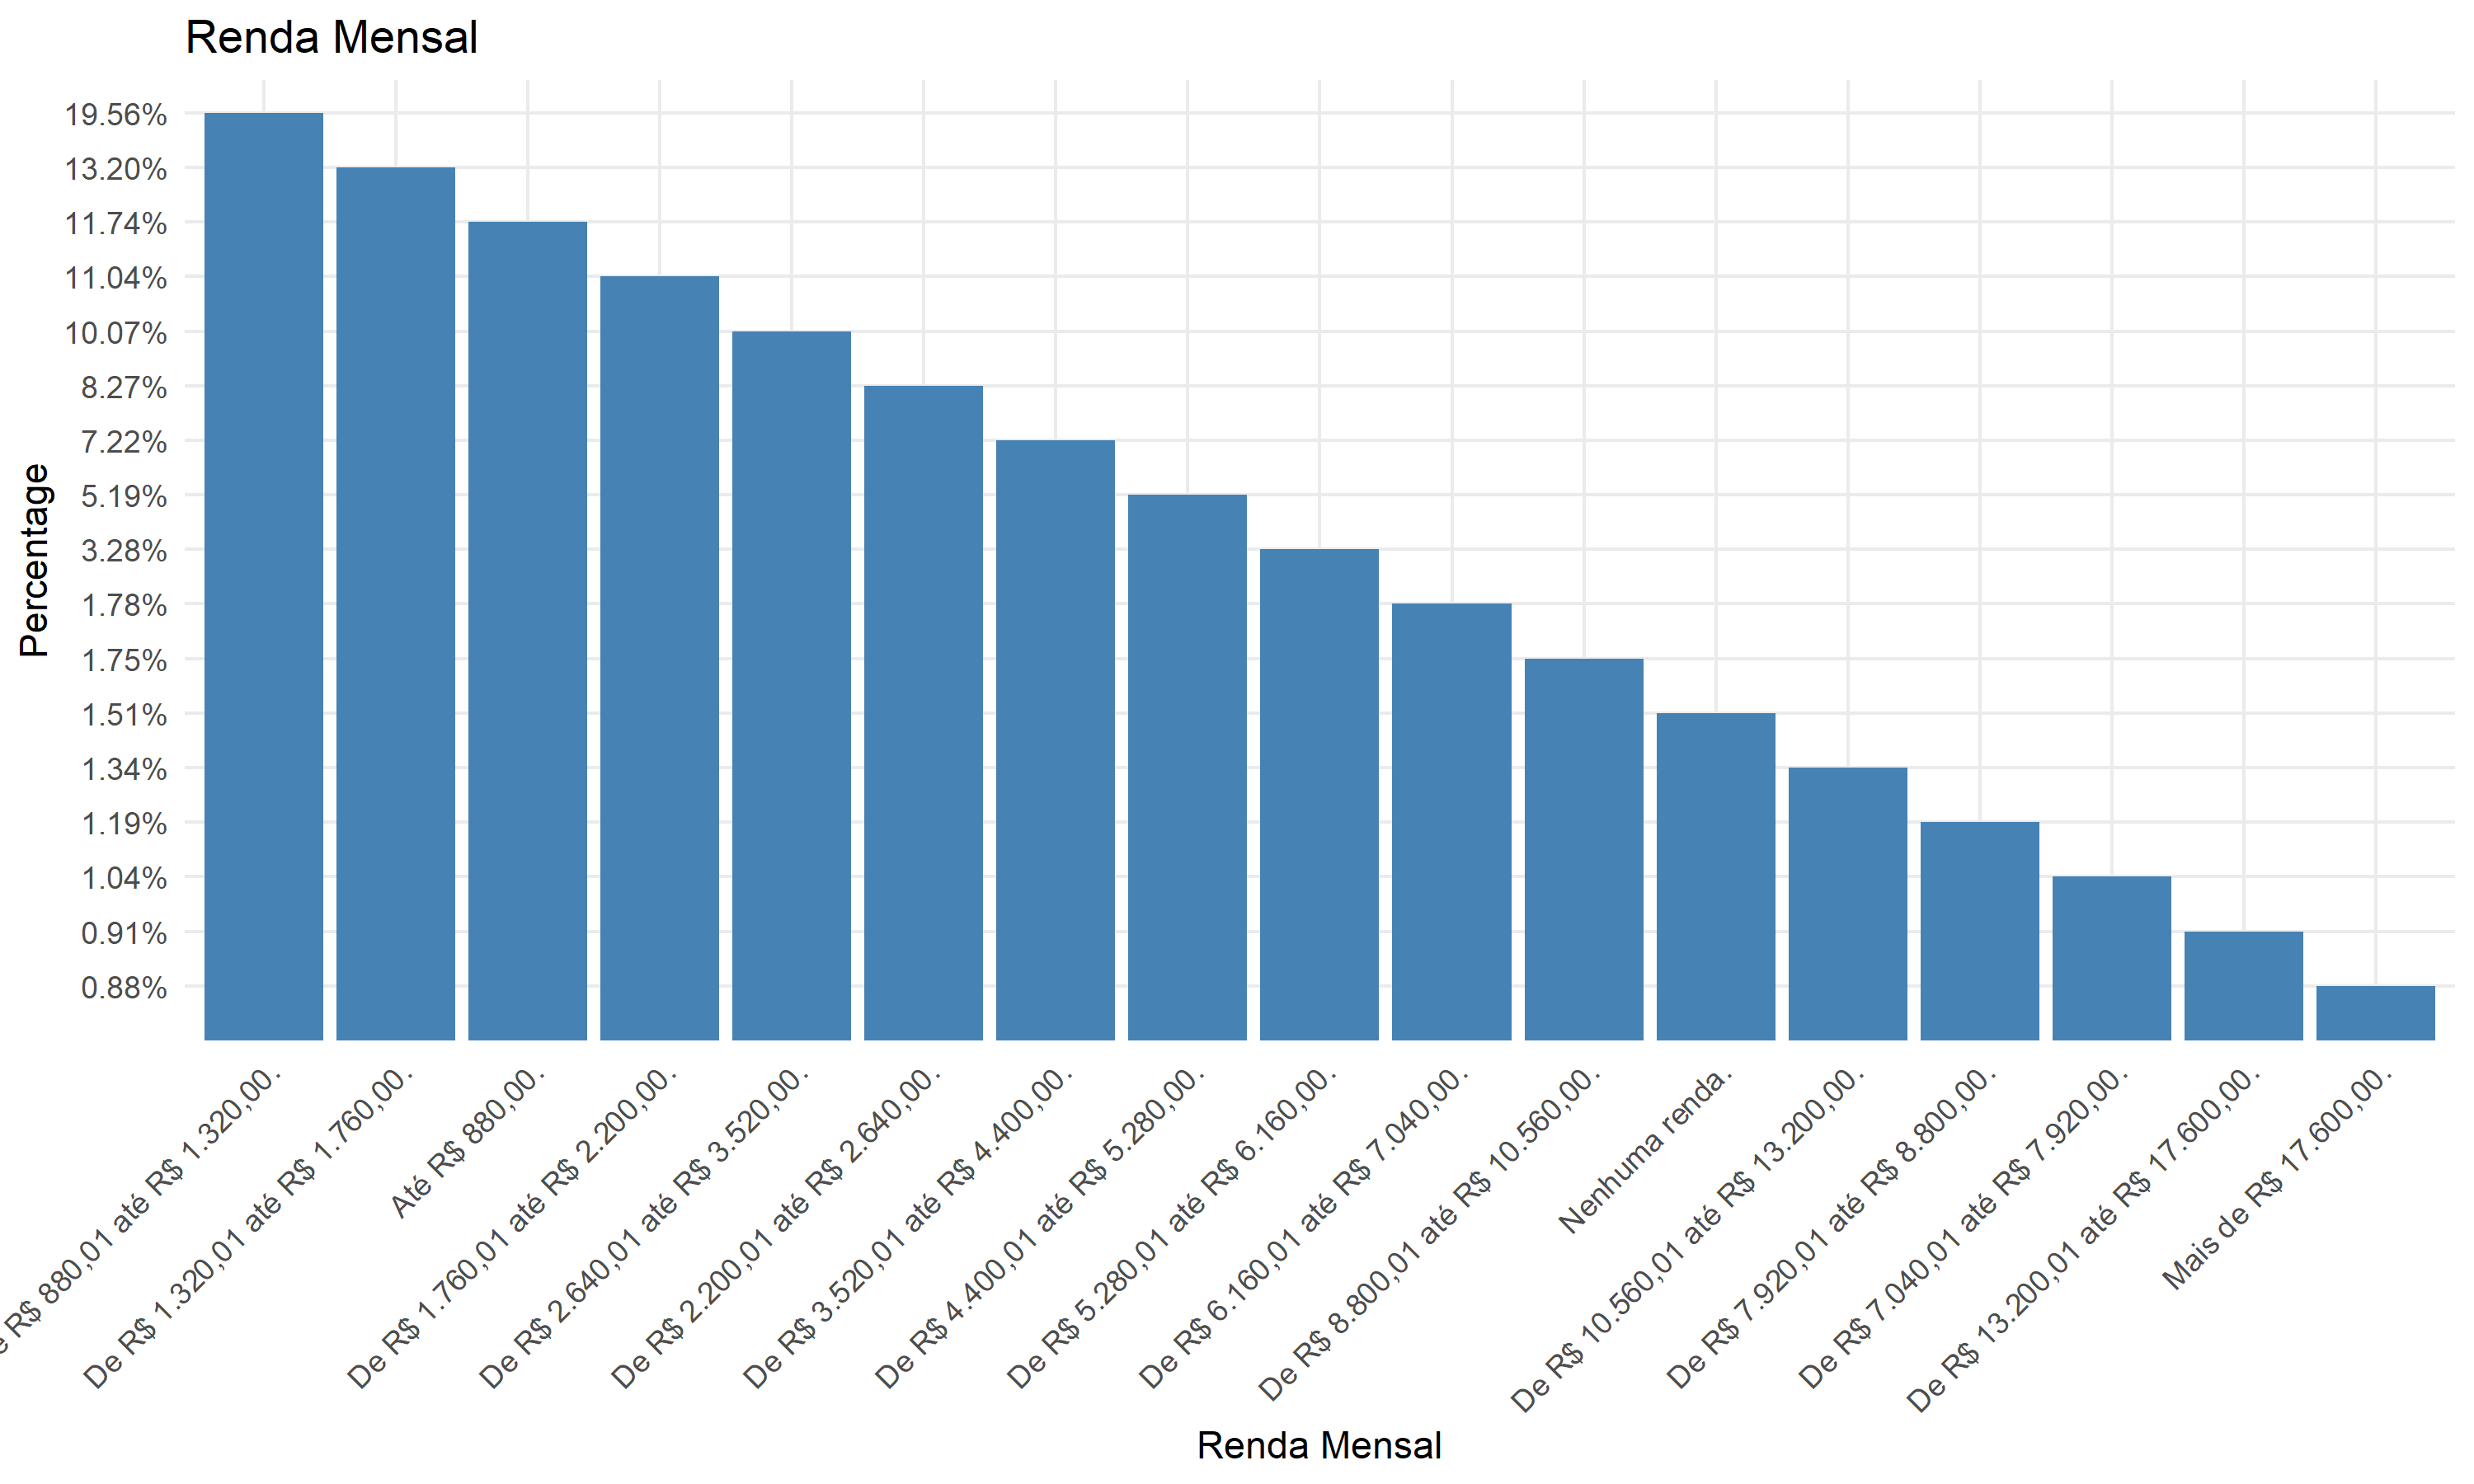 Renda Mensal
Percentage
19.56%
13.20%
11.74%
11.04%
10.07%
8.27%
7.22%
5.19%
3.28%
1.78%
1.75%
1.51%
1.34%
1.19%
1.04%
0.91%
0.88%
R$ 880,01 até R$ 1.320,00.
De R$ 1.320,01 até R$ 1.760,00.
Até R$ 880,00.
De R$ 1.760,01 até R$ 2.200,00.
De R$ 2.640,01 até R$ 3.520,00.
De R$ 2.200,01 até R$ 2.640,00.
De R$ 3.520,01 até R$ 4.400,00.
De R$ 4.400,01 até R$ 5.280,00.
De R$ 5.280,01 até R$ 6.160,00.
De R$ 6.160,01 até R$ 7.040,00.
De R$ 8.800,01 até R$ 10.560,00.
Nenhuma renda.
De R$ 10.560,01 até R$ 13.200,00.
De R$ 7.920,01 até R$ 8.800,00.
De R$ 7.040,01 até R$ 7.920,00.
De R$ 13.200,01 até R$ 17.600,00.
Mais de R$ 17.600,00.
Renda Mensal